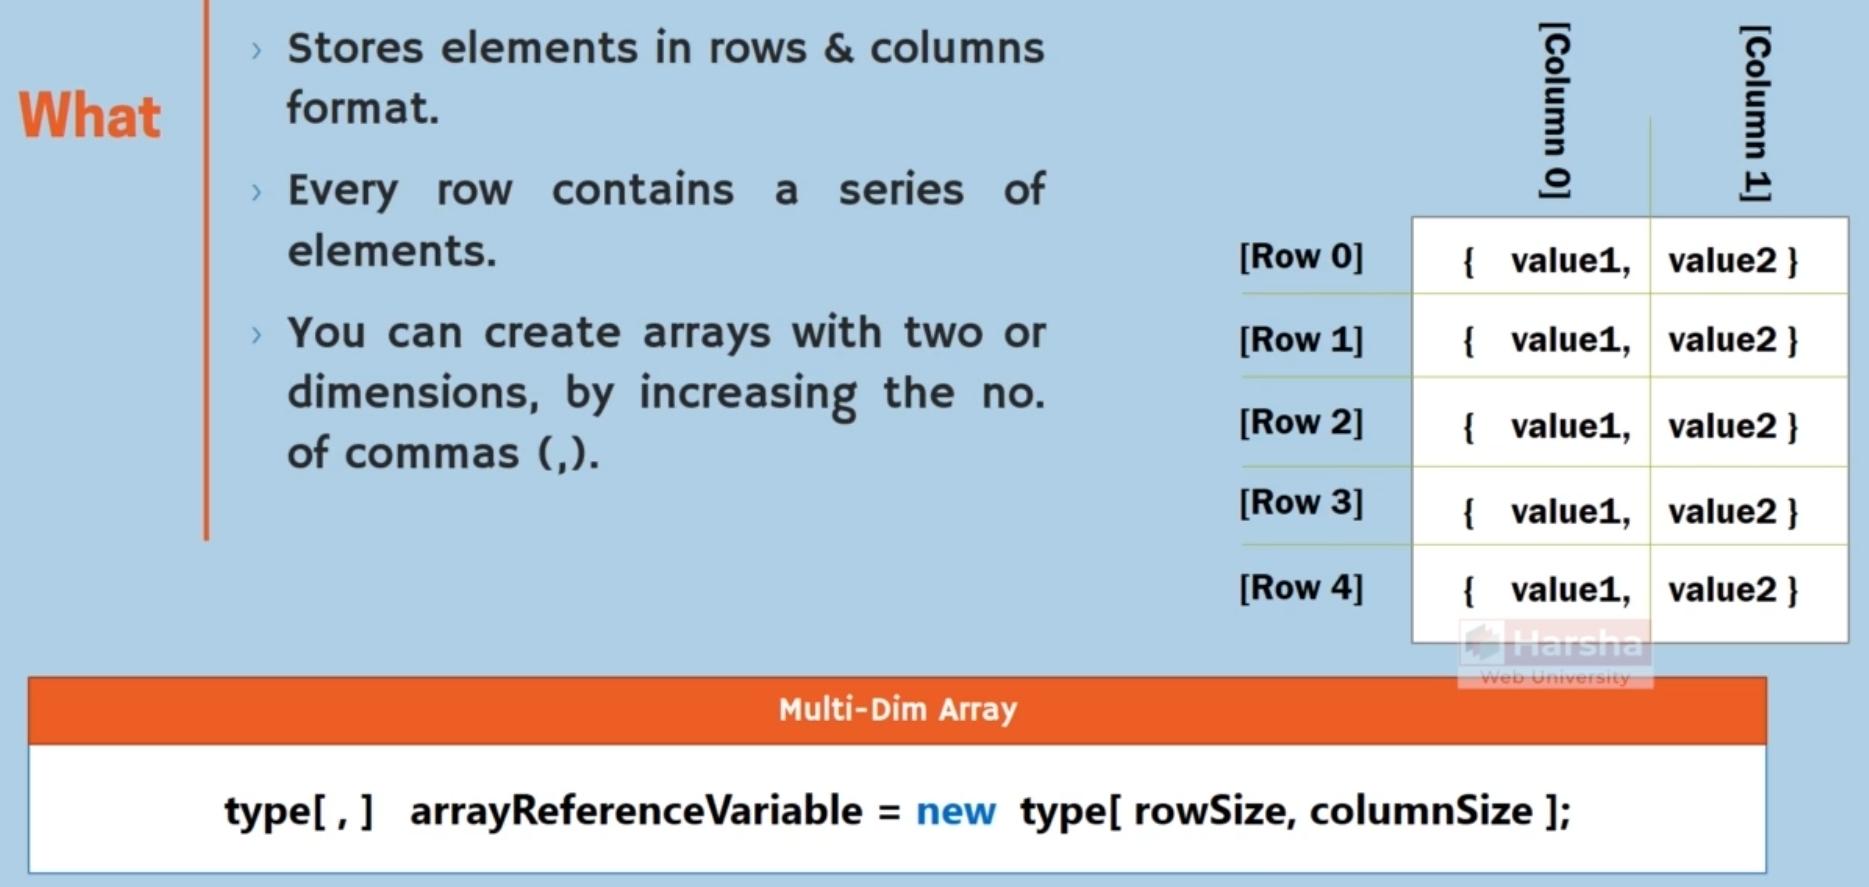 What
› Stores elements in rows & columns
format.
› Every row contains a series of
elements.
› You can create arrays with two or
dimensions, by increasing the no.
of commas (,).
[Column 0]
[Column 1]
[Row 0] { value1, value2 }
[Row 1] { value1, value2 }
[Row 2] { value1, value2 }
[Row 3] { value1, value2 }
[Row 4] { value1, value2 }
Harsha
Web University
Multi-Dim Array
type[ , ] arrayReferenceVariable = new type[ rowSize, columnSize ];